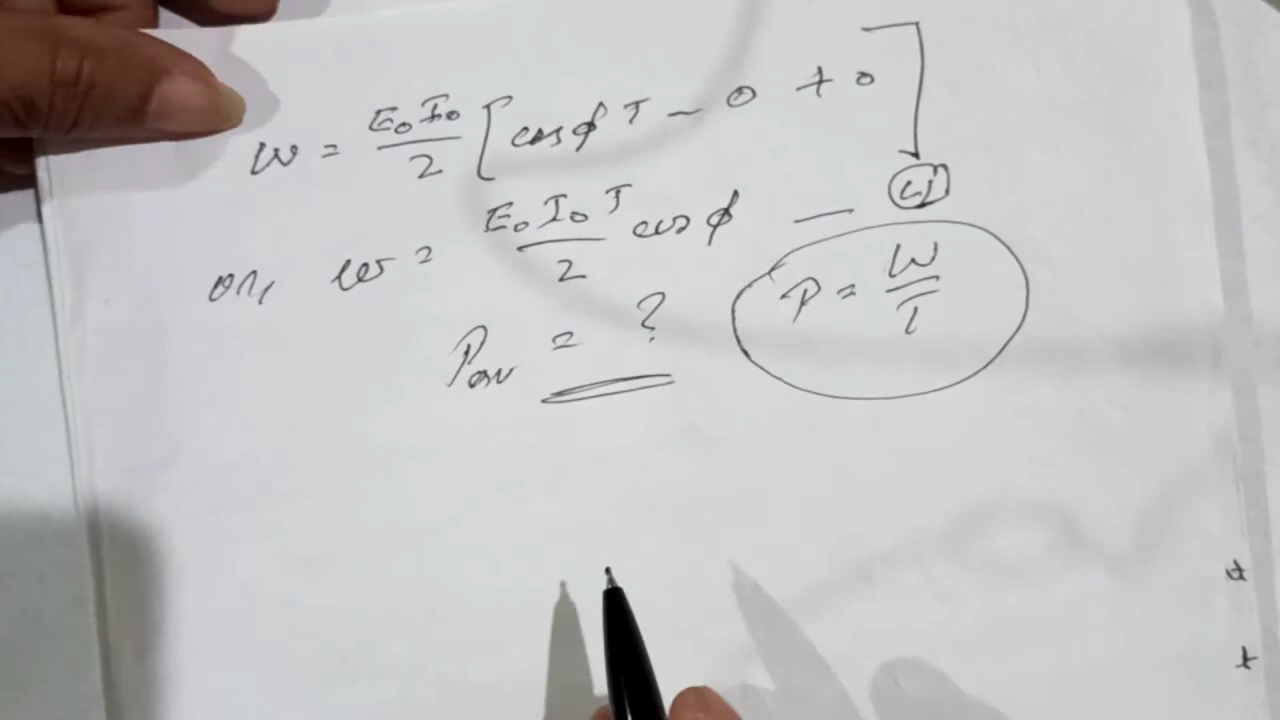 W = E₀I₀/2 [cosϕ T − 0 + 0]
or, W = E₀I₀T/2 cosϕ —
P = W/T
Pav = ?
t